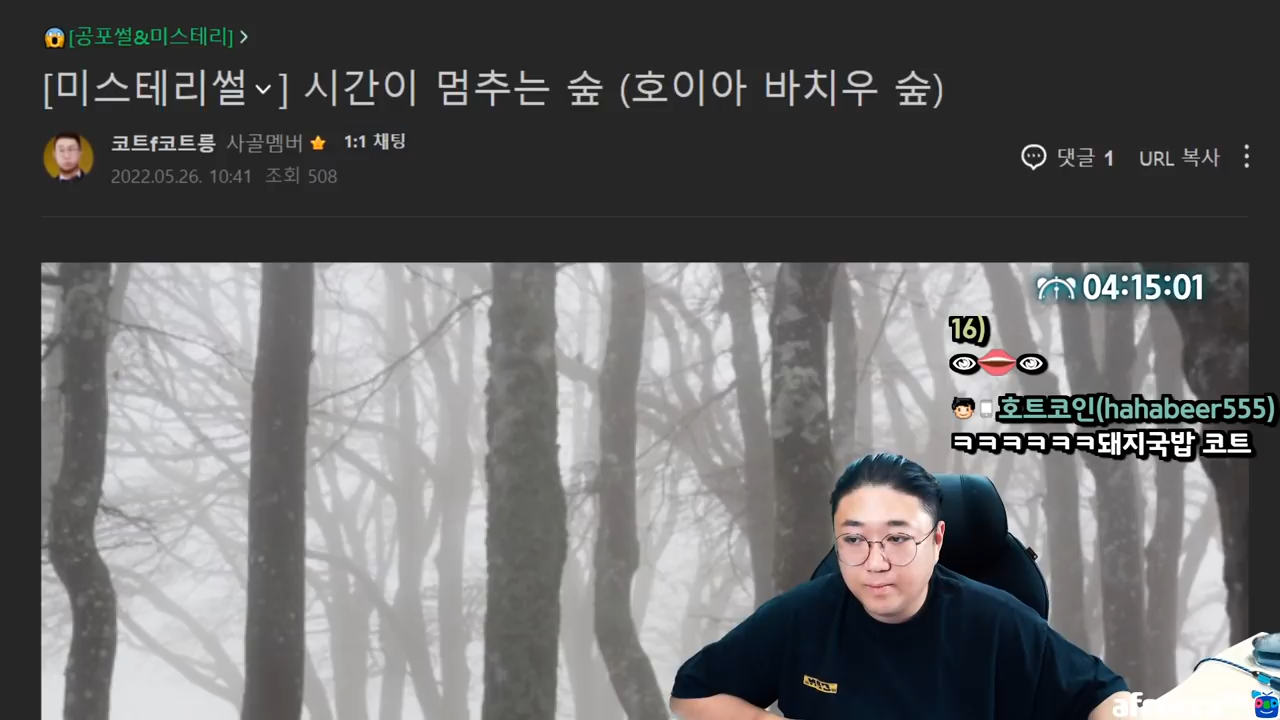 😱[공포썰&미스테리] >
[미스테리썰⌄] 시간이 멈추는 숲 (호이아 바치우 숲)
코트f코트릉 사골멤버 1:1 채팅
2022.05.26. 10:41 조회 508
댓글 1 URL 복사
04:15:01
16)
👁👄👁
호트코인(hahabeer555)
ㅋㅋㅋㅋㅋㅋ돼지국밥 코트